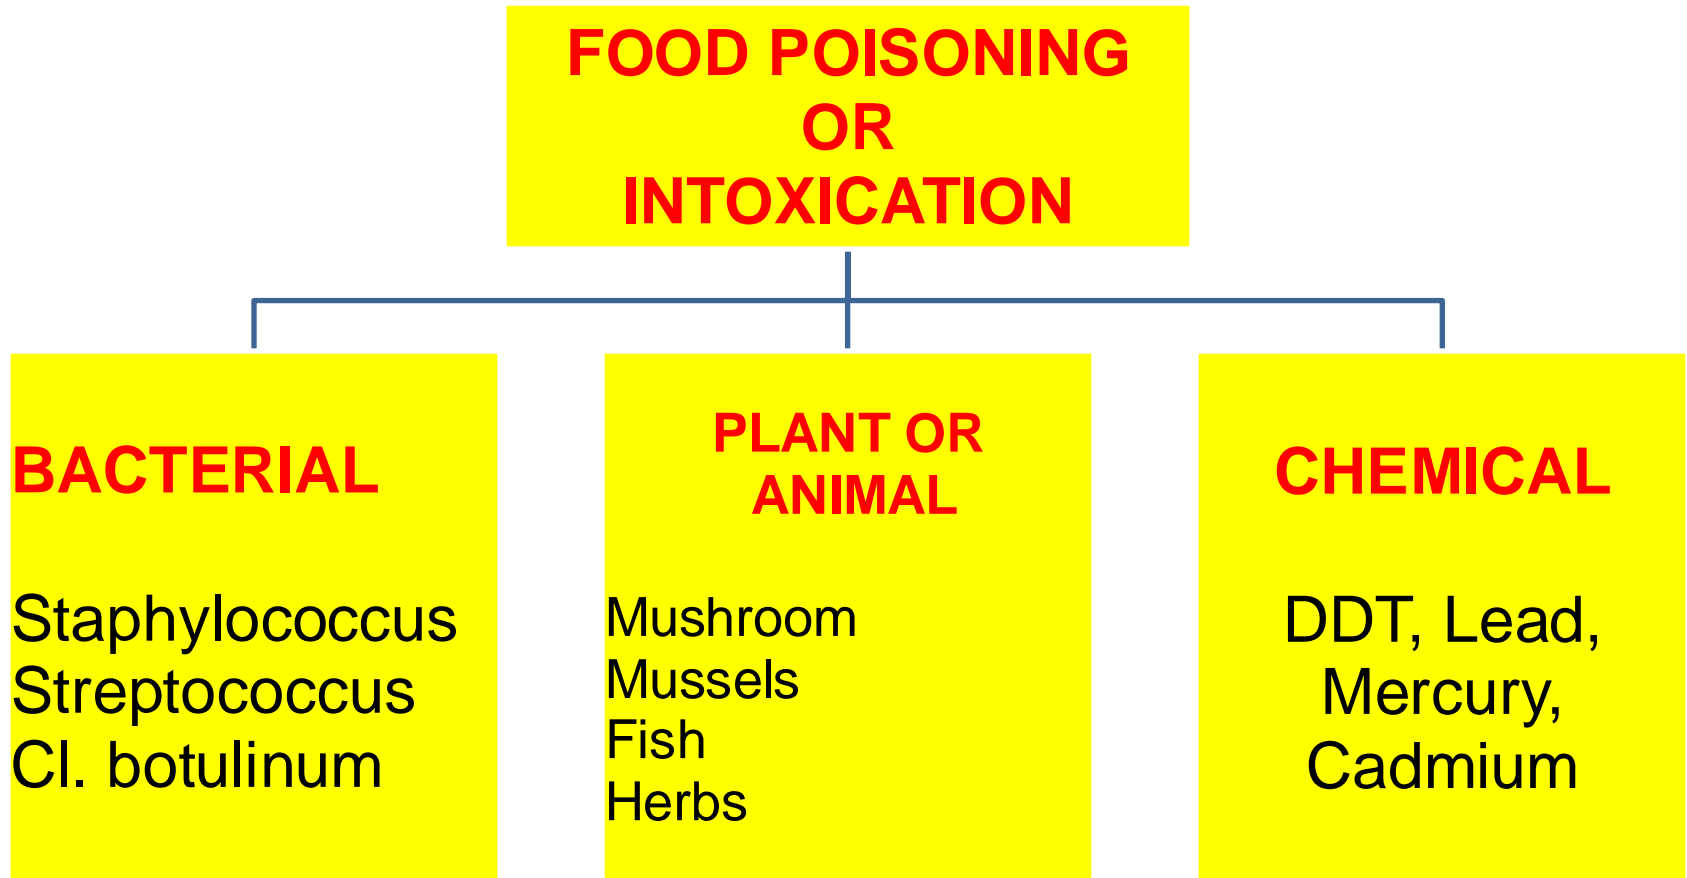 FOOD POISONING
OR
INTOXICATION
BACTERIAL
Staphylococcus
Streptococcus
Cl. botulinum
PLANT OR
ANIMAL
Mushroom
Mussels
Fish
Herbs
CHEMICAL
DDT, Lead,
Mercury,
Cadmium